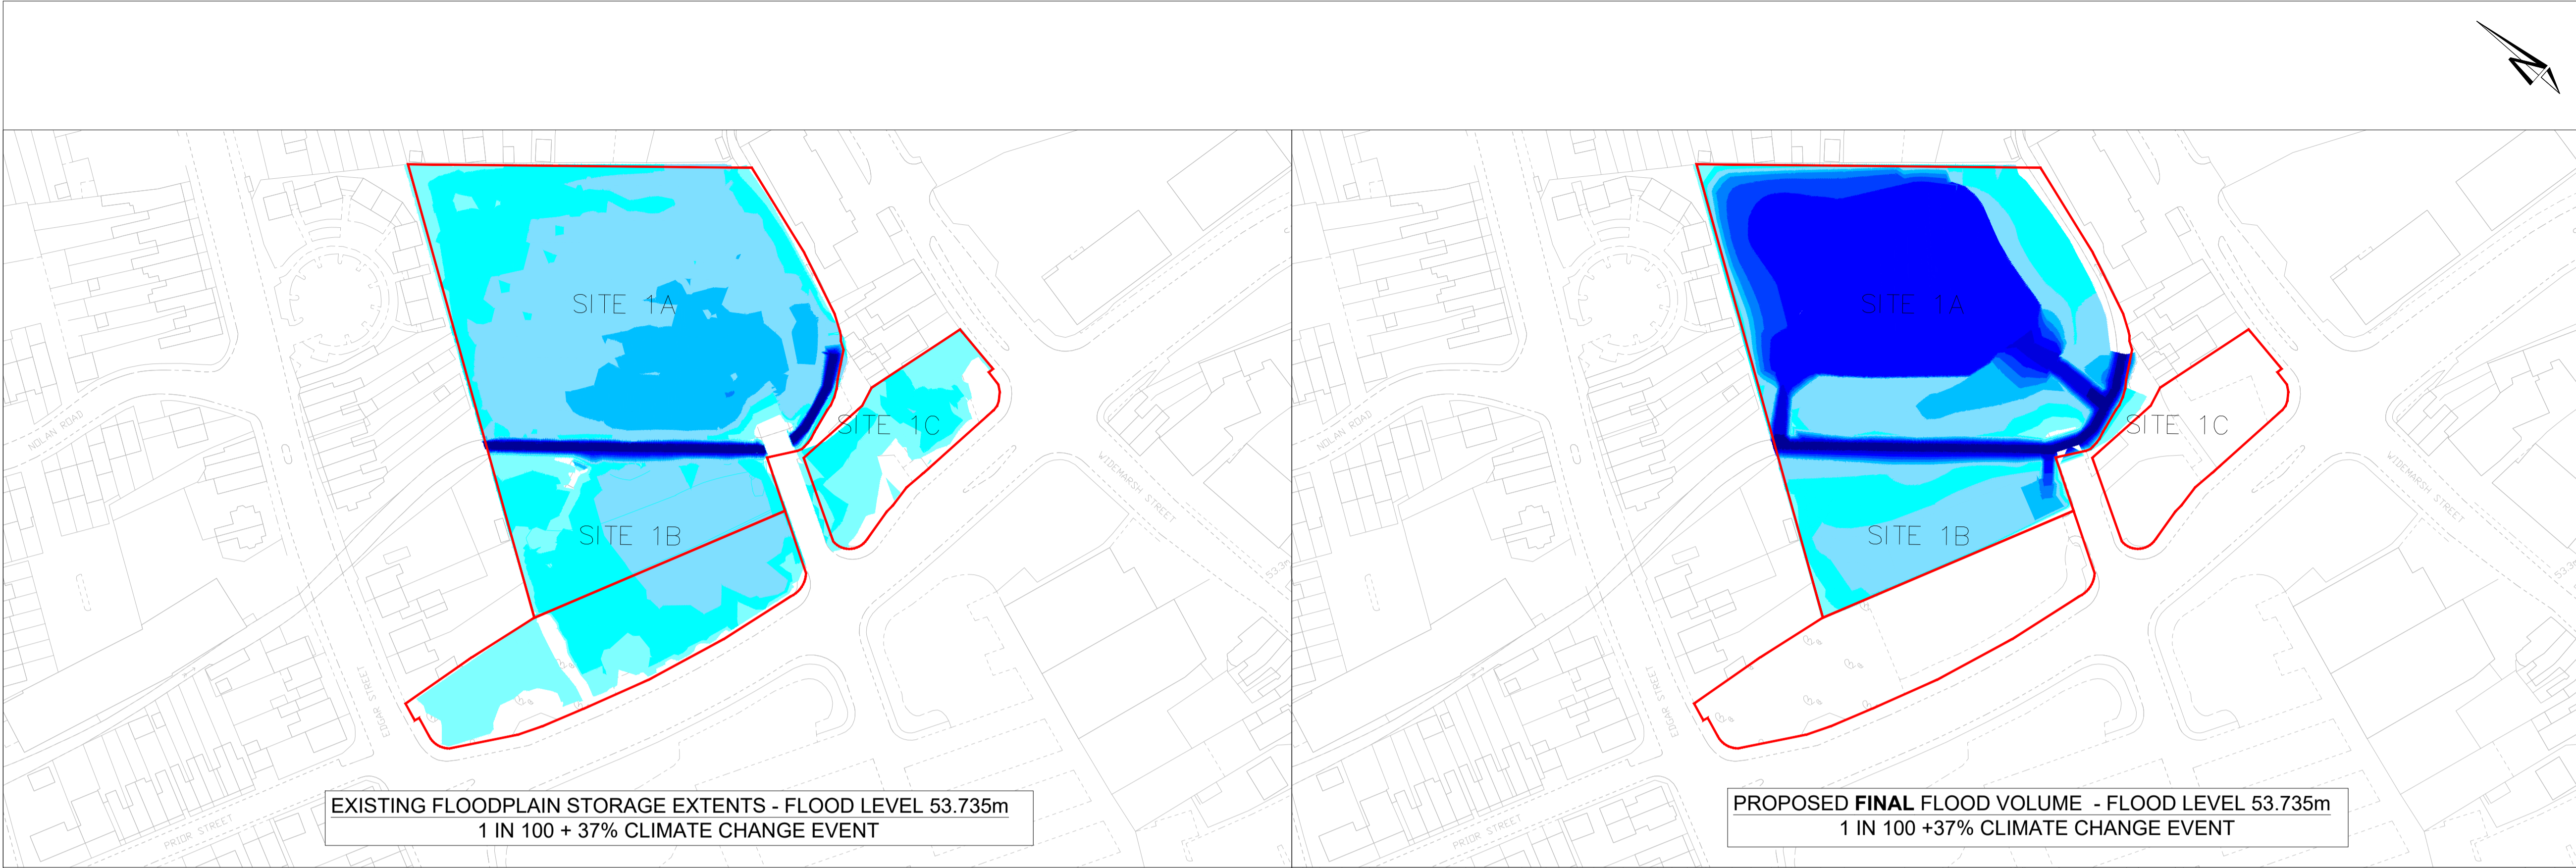 N
NOLAN ROAD
SITE 1A
SITE 1C
WIDEMARSH STREET
SITE 1B
EDGAR STREET
PRIOR STREET
EXISTING FLOODPLAIN STORAGE EXTENTS - FLOOD LEVEL 53.735m
1 IN 100 + 37% CLIMATE CHANGE EVENT
NOLAN ROAD
SITE 1A
SITE 1C
WIDEMARSH STREET
SITE 1B
EDGAR STREET
PRIOR STREET
PROPOSED FINAL FLOOD VOLUME - FLOOD LEVEL 53.735m
1 IN 100 +37% CLIMATE CHANGE EVENT